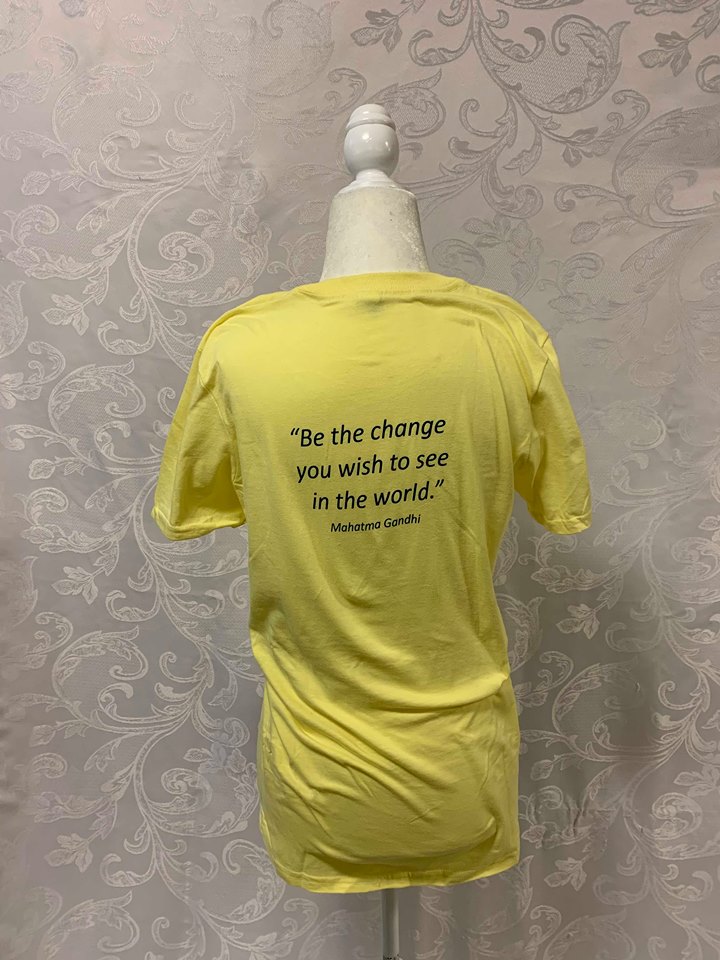 “Be the change
you wish to see
in the world.”
Mahatma Gandhi